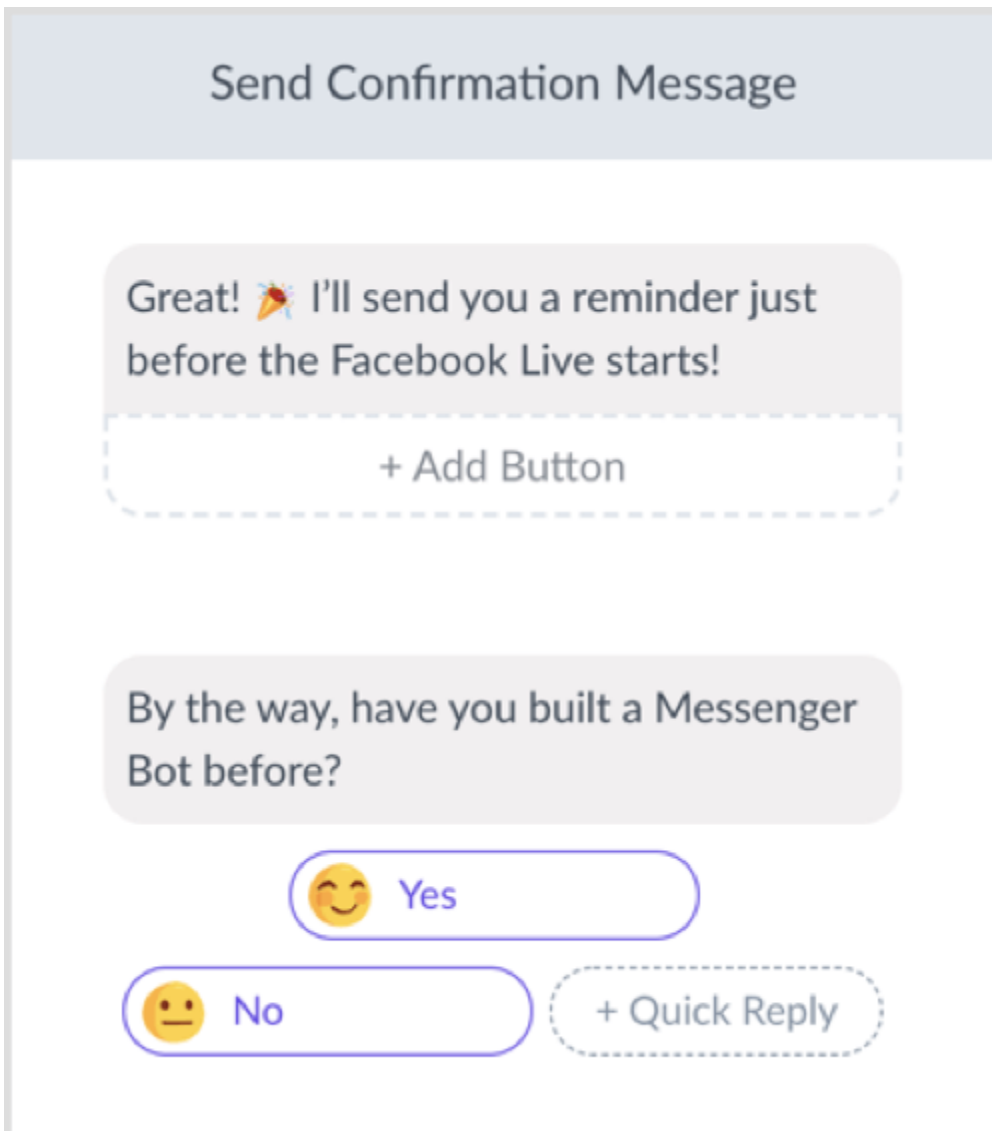 Send Confirmation Message
Great! 🎉 I'll send you a reminder just
before the Facebook Live starts!
+ Add Button
By the way, have you built a Messenger
Bot before?
😊 Yes
😐 No
+ Quick Reply